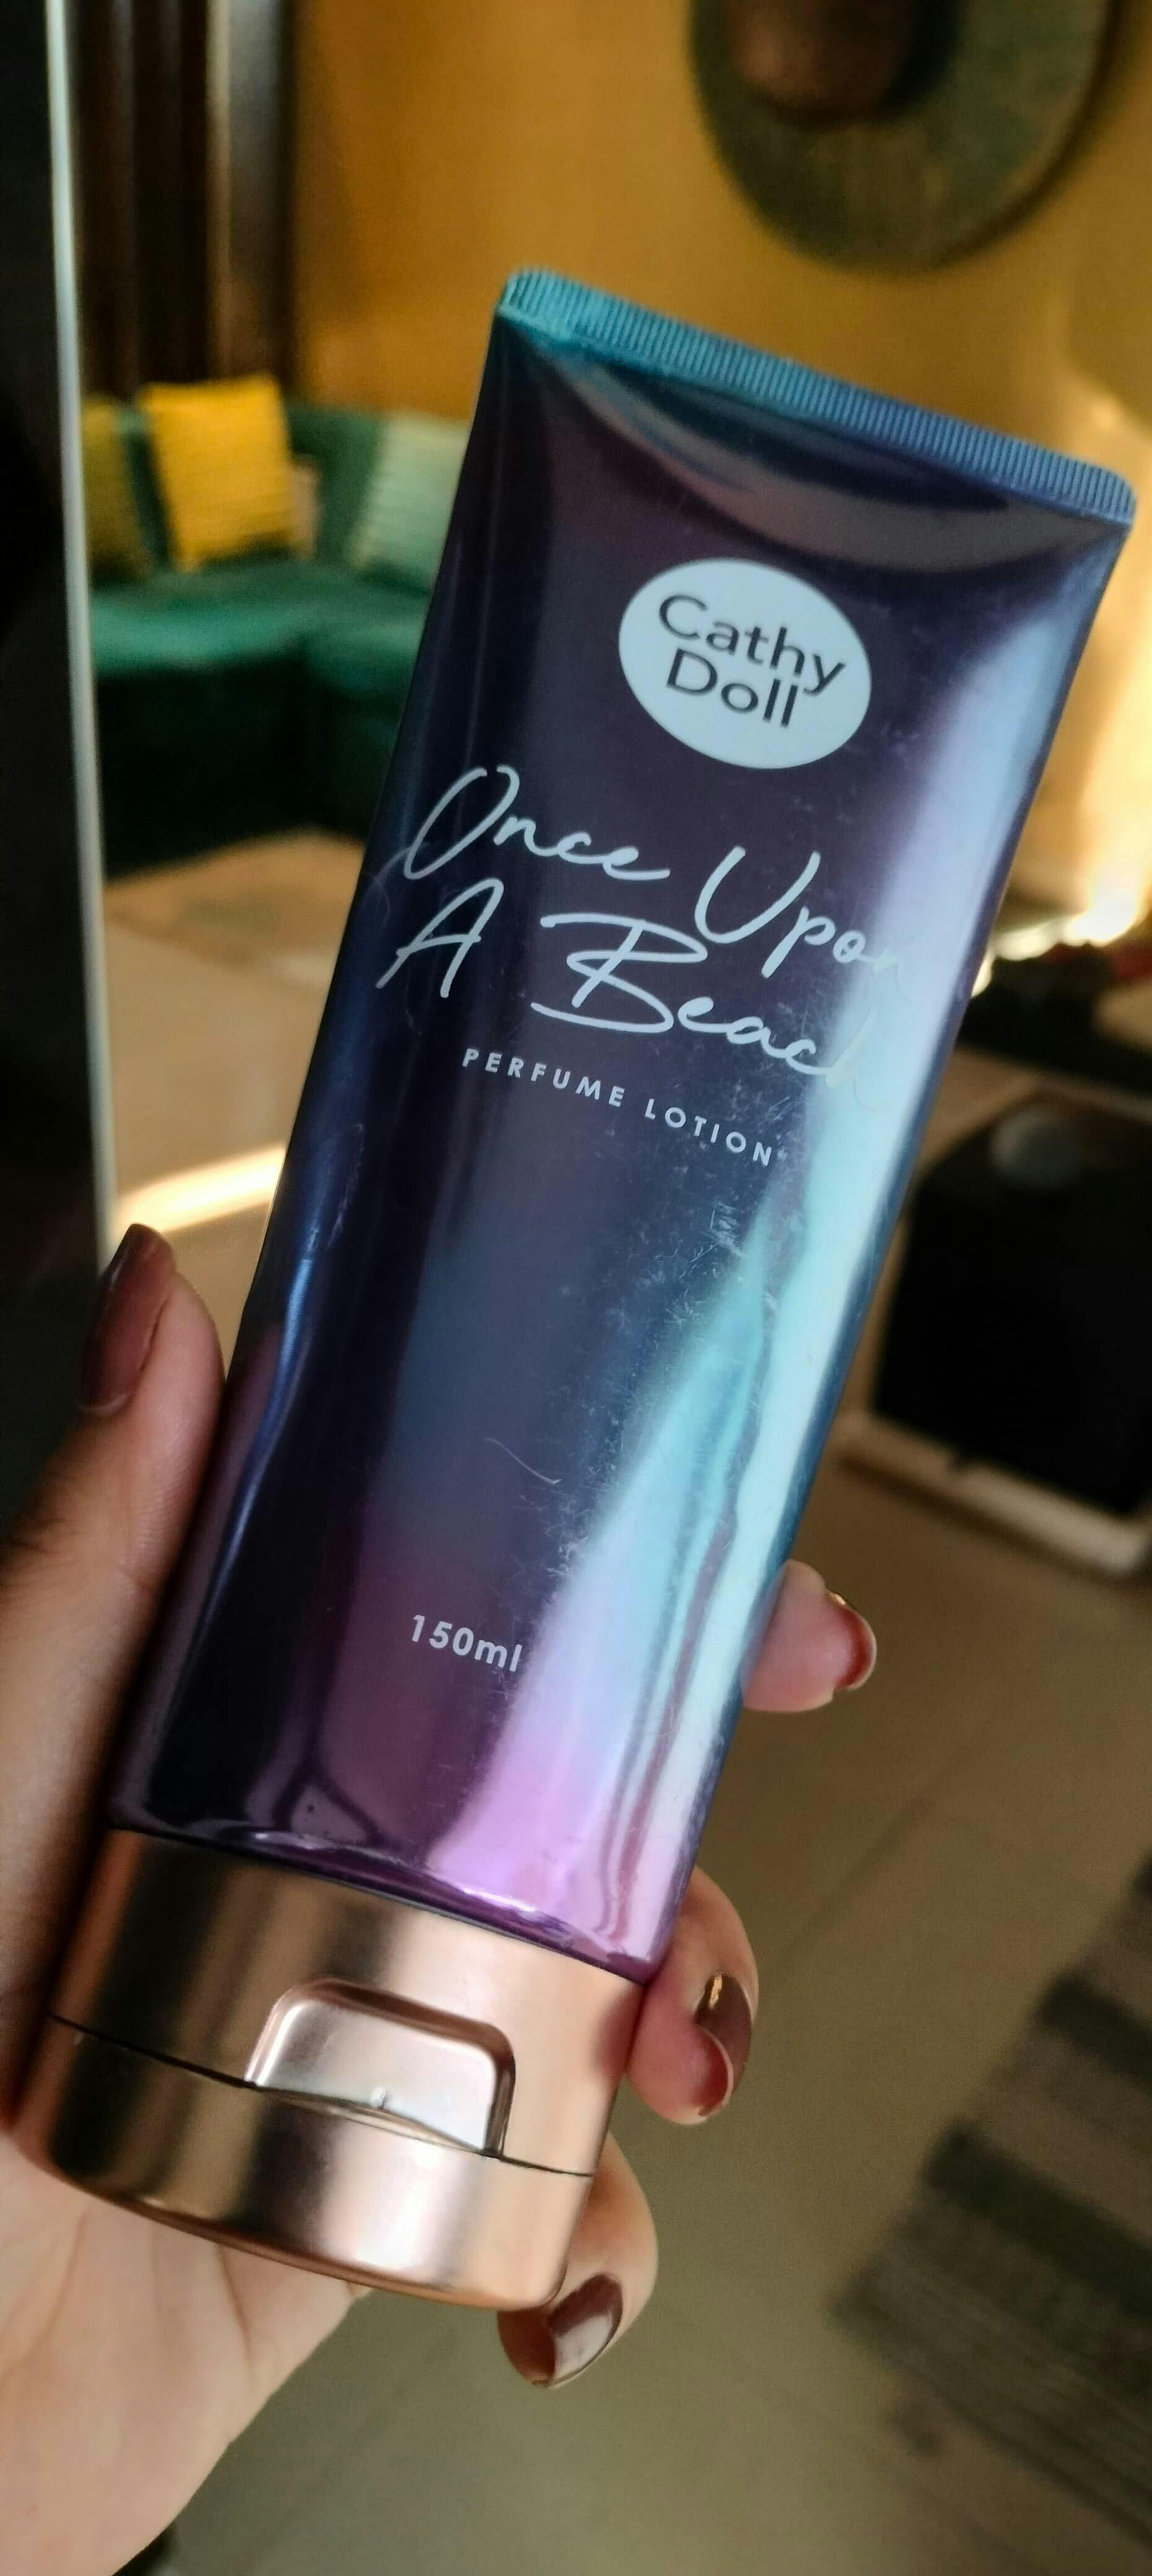 Cathy
Doll
Once Upon
A Beach
PERFUME LOTION
150ml